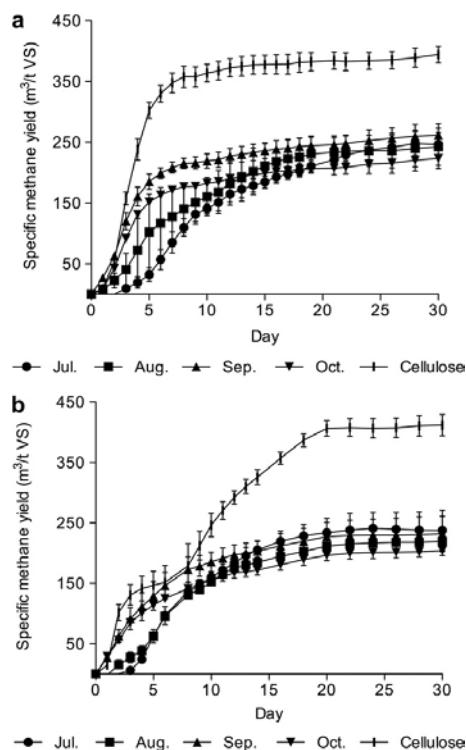 a
Specific methane yield (m³/t VS)
450
350
250
150
50
0 5 10 15 20 25 30
Day
Jul. Aug. Sep. Oct. Cellulose
b
Specific methane yield (m³/t VS)
450
350
250
150
50
0 5 10 15 20 25 30
Day
Jul. Aug. Sep. Oct. Cellulose